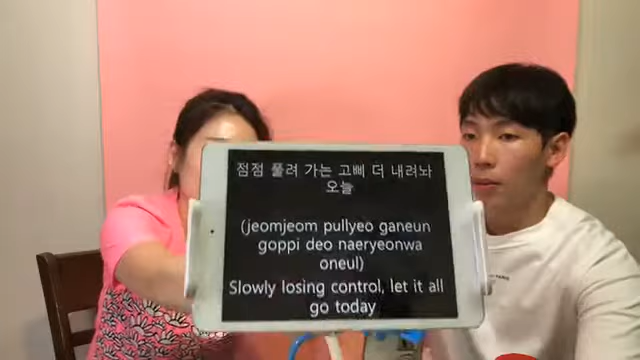 점점 풀려 가는 고삐 더 내려놔
오늘
(jeomjeom pullyeo ganeun
goppi deo naeryeonwa
oneul)
Slowly losing control, let it all
go today